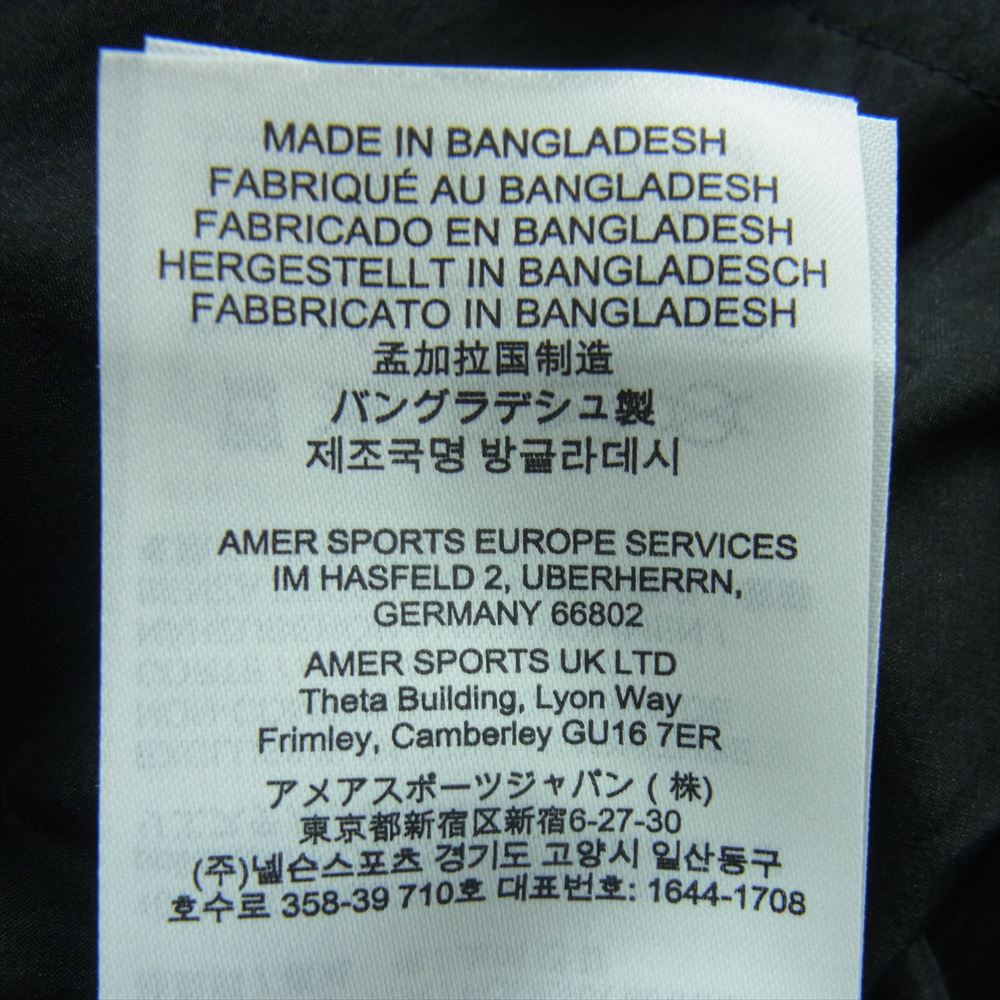 MADE IN BANGLADESH
FABRIQUÉ AU BANGLADESH
FABRICADO EN BANGLADESH
HERGESTELLT IN BANGLADESCH
FABBRICATO IN BANGLADESH
孟加拉国制造
バングラデシュ製
제조국명 방글라데시
AMER SPORTS EUROPE SERVICES
IM HASFELD 2, UBERHERRN,
GERMANY 66802
AMER SPORTS UK LTD
Theta Building, Lyon Way
Frimley, Camberley GU16 7ER
アメアスポーツジャパン (株)
東京都新宿区新宿6-27-30
(주)넬슨스포츠 경기도 고양시 일산동구
호수로 358-39 710호 대표번호: 1644-1708